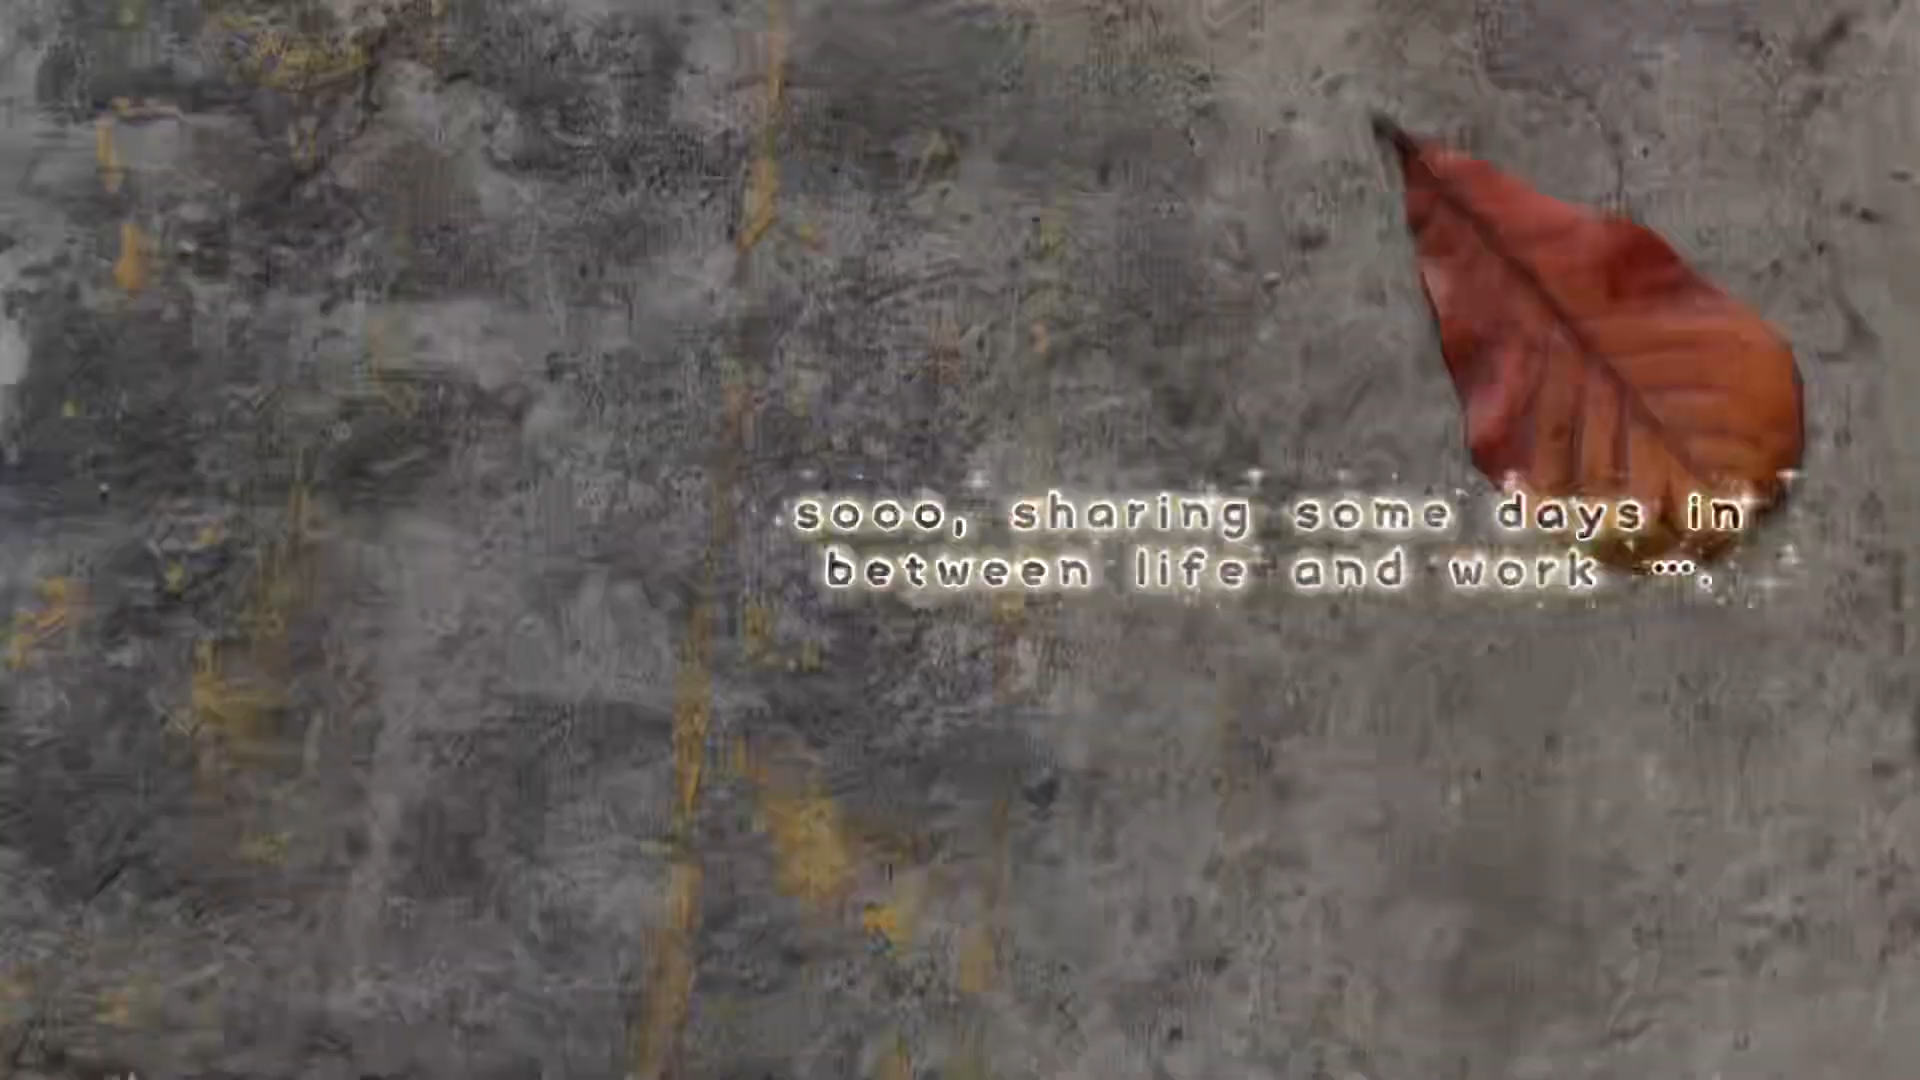 sooo, sharing some days in
between life and work ....